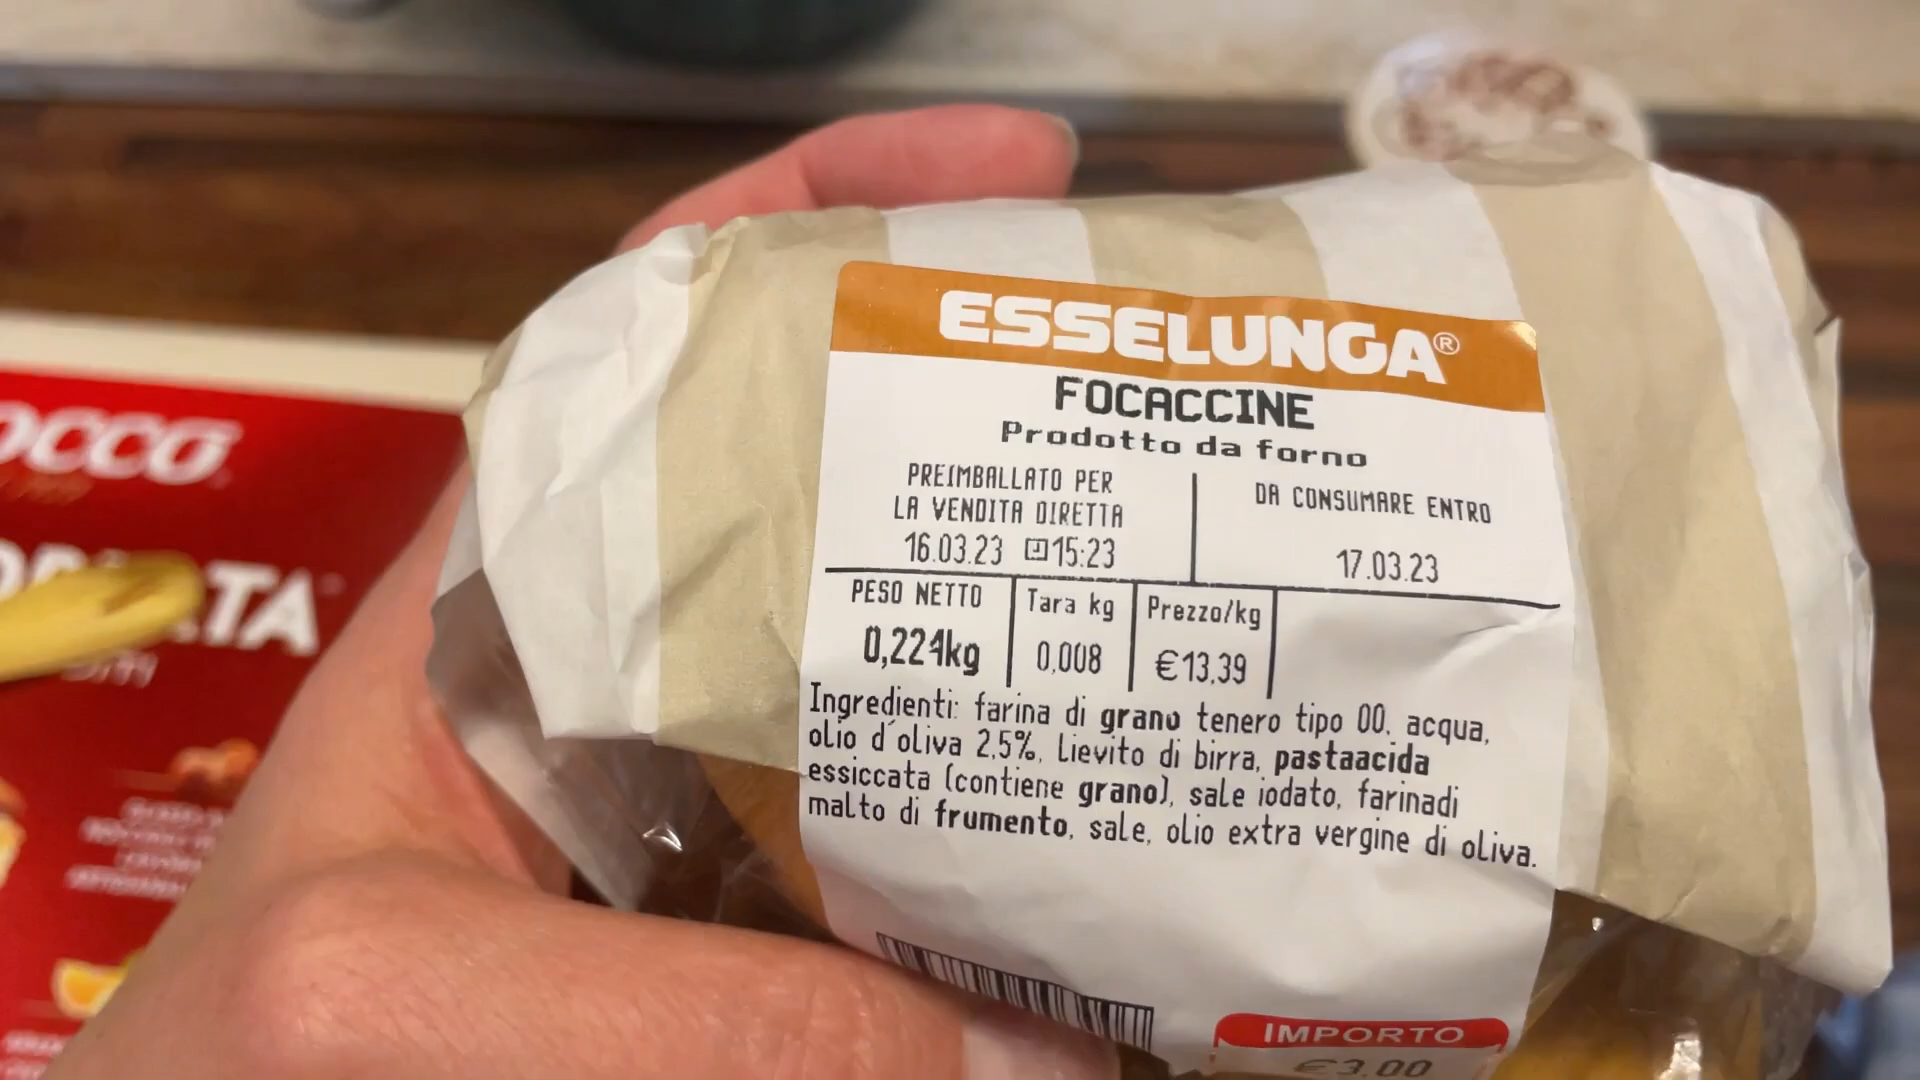 ESSELUNGA®
FOCACCINE
Prodotto da forno
PREIMBALLATO PER
LA VENDITA DIRETTA
16.03.23 15:23
DA CONSUMARE ENTRO
17.03.23
PESO NETTO
0,224kg
Tara kg
0,008
Prezzo/kg
€13,39
Ingredienti: farina di grano tenero tipo 00, acqua,
olio d'oliva 2,5%, Lievito di birra, pastaacida
essiccata (contiene grano), sale iodato, farinadi
malto di frumento, sale, olio extra vergine di oliva.
IMPORTO
€3,00
OCCO
TA